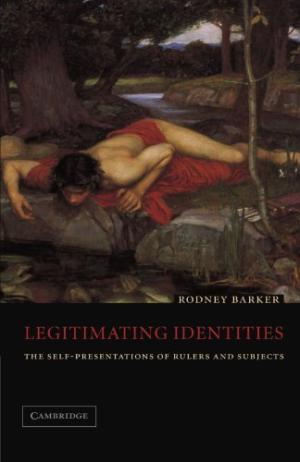 RODNEY BARKER
LEGITIMATING IDENTITIES
THE SELF-PRESENTATIONS OF RULERS AND SUBJECTS
CAMBRIDGE